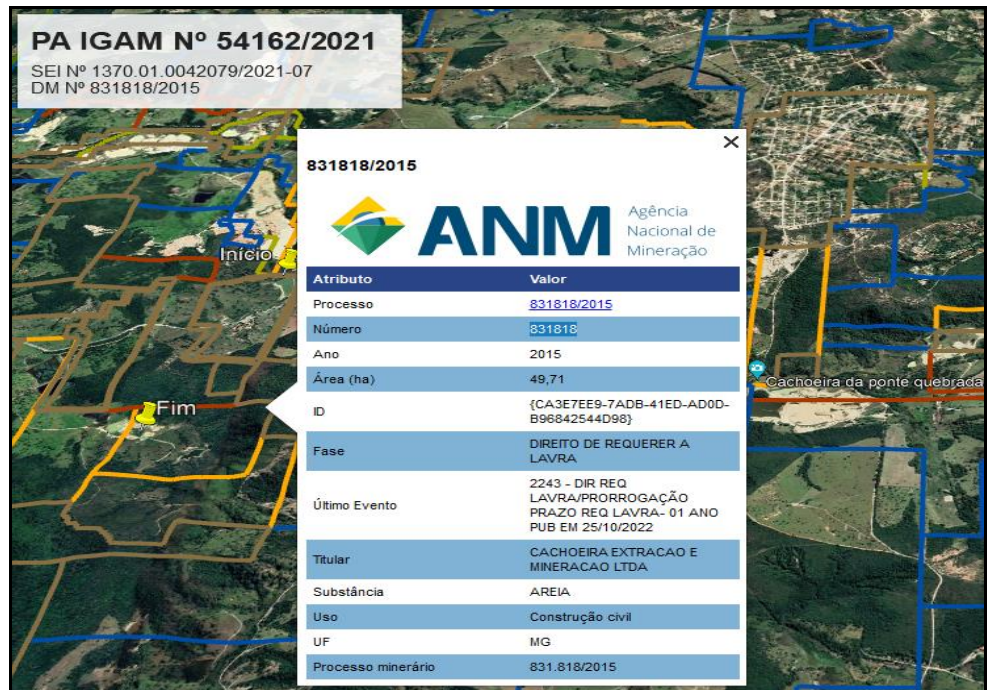 PA IGAM Nº 54162/2021
SEI Nº 1370.01.0042079/2021-07
DM Nº 831818/2015
831818/2015
ANM
Agência
Nacional de
Mineração
Início
Atributo Valor
Processo 831818/2015
Número 831818
Ano 2015
Área (ha) 49,71
ID {CA3E7EE9-7ADB-41ED-AD0D-
B96842544D98}
Fase DIREITO DE REQUERER A
LAVRA
Último Evento 2243 - DIR REQ
LAVRA/PRORROGAÇÃO
PRAZO REQ LAVRA- 01 ANO
PUB EM 25/10/2022
Titular CACHOEIRA EXTRACAO E
MINERACAO LTDA
Substância AREIA
Uso Construção civil
UF MG
Processo minerário 831.818/2015
Cachoeira da ponte quebrada
Fim